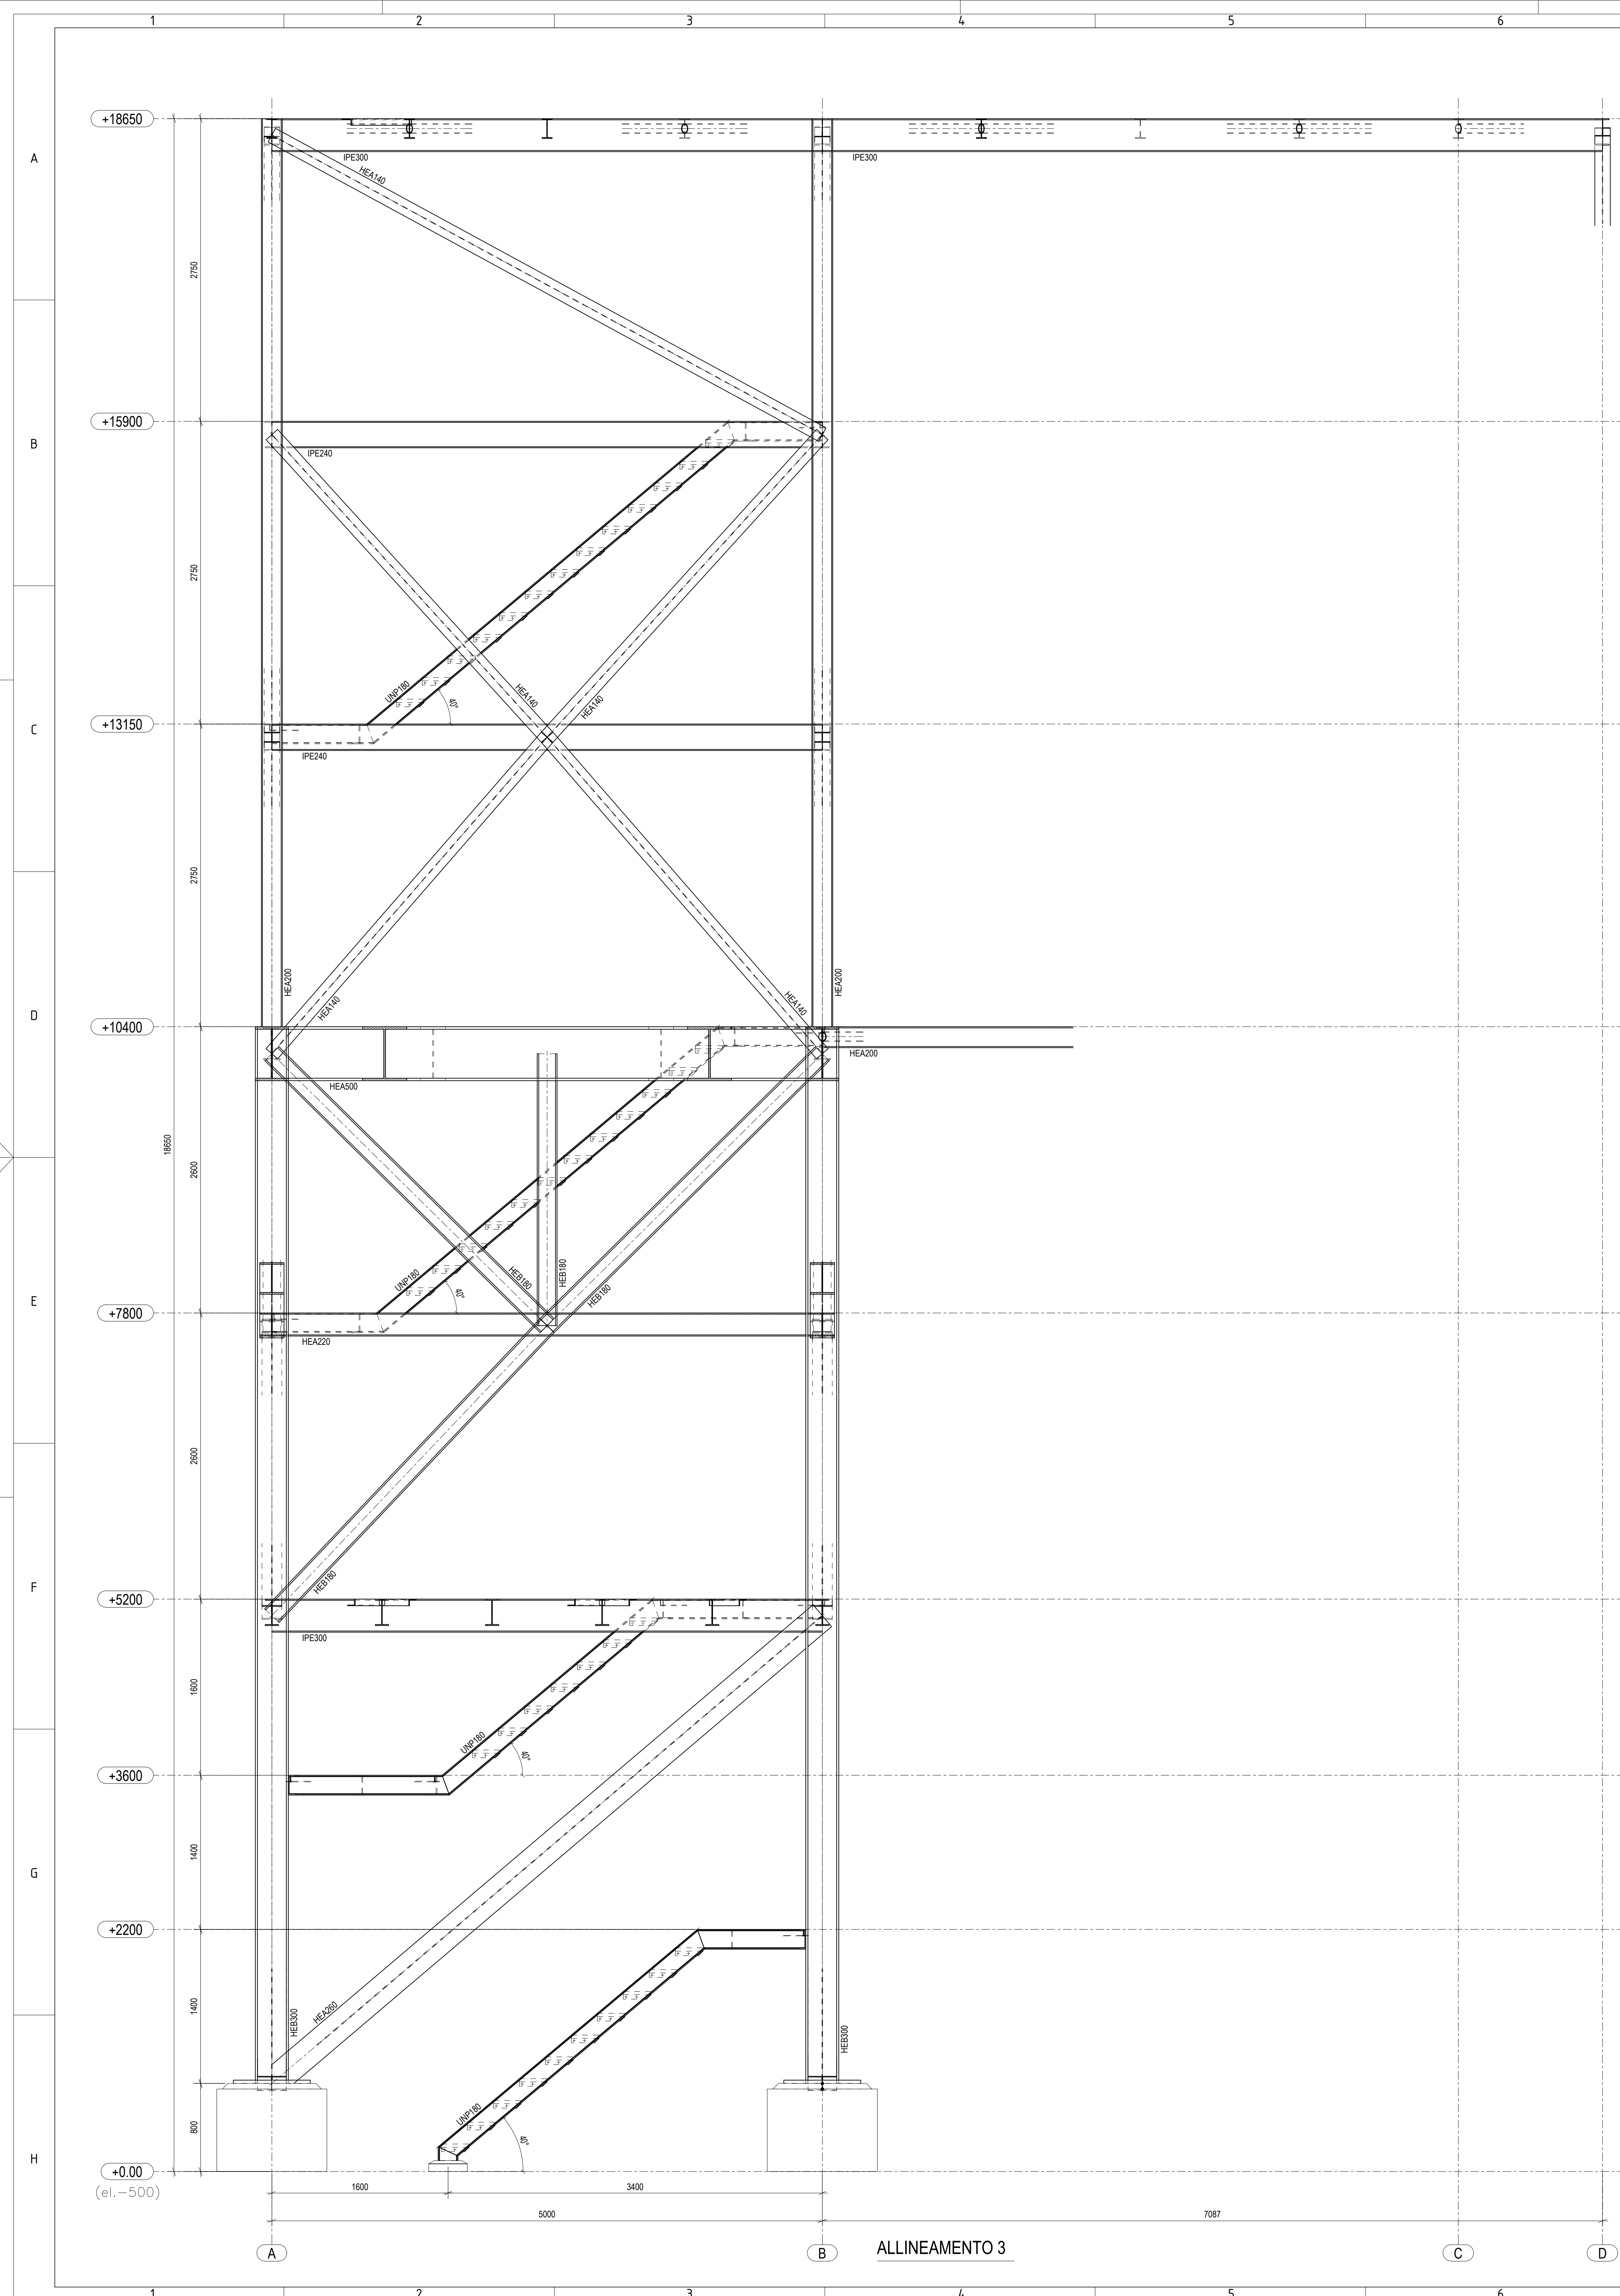 1 2 3 4 5 6
+18650
A
IPE300 IPE300
HEA140
2750
+15900
B
IPE240
2750
UNP180
40°
HEA140
HEA140
+13150
C
IPE240
2750
HEA200
HEA200
HEA140
HEA140
D
+10400
HEA200
HEA500
18650
2600
UNP180
40°
HEB180
HEB180
HEB180
E
+7800
HEA220
2600
HEB180
F
+5200
IPE300
1600
UNP180
40°
+3600
1400
G
+2200
1400
HEA260
HEB300
HEB300
UNP180
40°
800
H
+0.00
(el.-500)
1600 3400
5000 7087
A B ALLINEAMENTO 3 C D
1 2 3 4 5 6